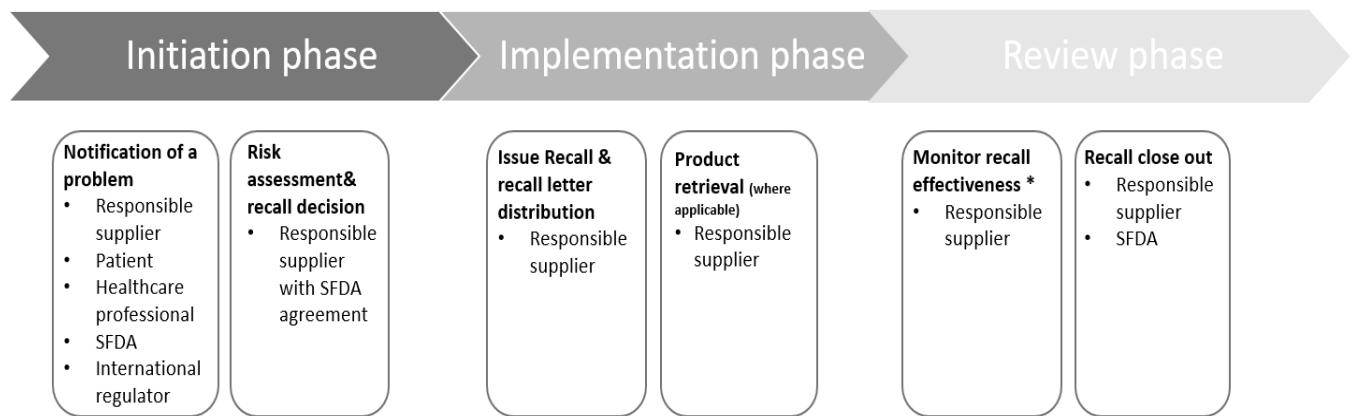 Initiation phase
Implementation phase
Review phase
Notification of a
problem
• Responsible
supplier
• Patient
• Healthcare
professional
• SFDA
• International
regulator
Risk
assessment&
recall decision
• Responsible
supplier
with SFDA
agreement
Issue Recall &
recall letter
distribution
• Responsible
supplier
Product
retrieval (where
applicable)
• Responsible
supplier
Monitor recall
effectiveness *
• Responsible
supplier
Recall close out
• Responsible
supplier
• SFDA